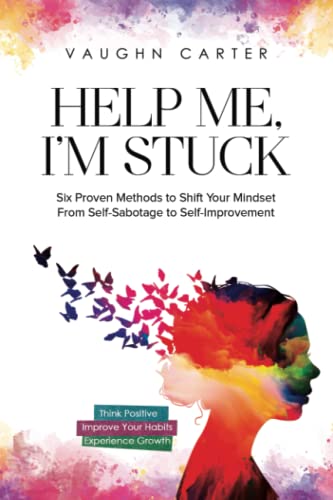 VAUGHN CARTER
HELP ME,
I'M STUCK
Six Proven Methods to Shift Your Mindset
From Self-Sabotage to Self-Improvement
Think Positive
Improve Your Habits
Experience Growth